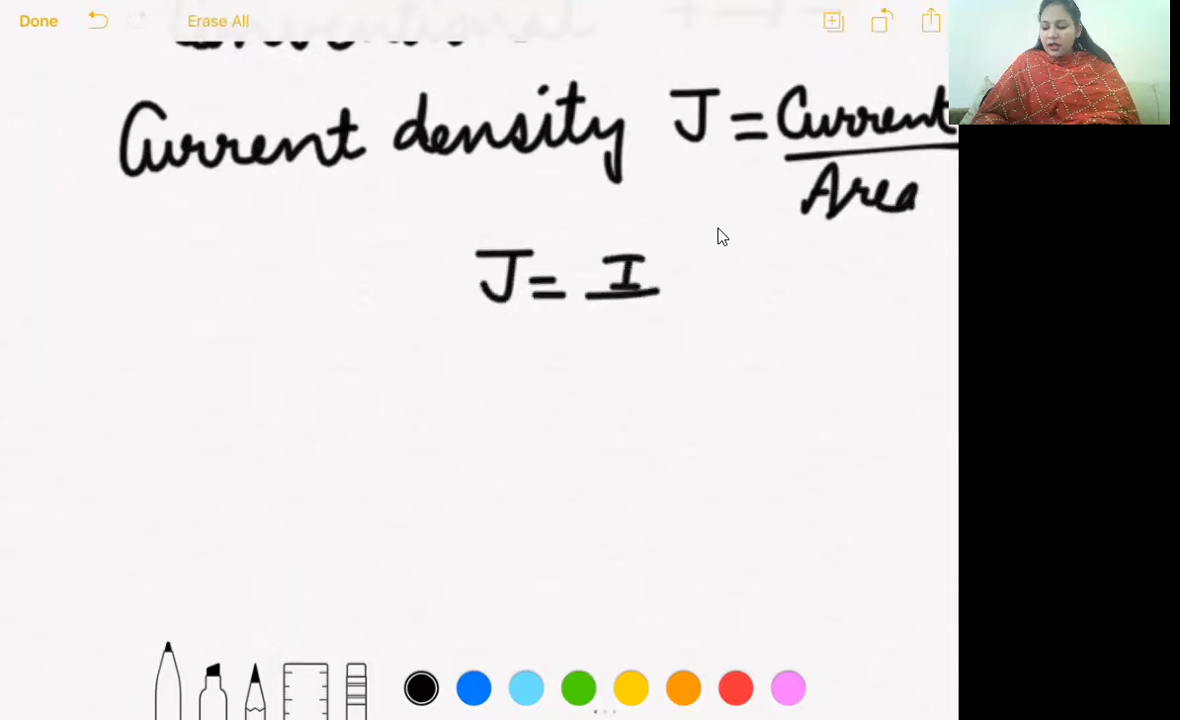 Done Erase All
Current density J = Current
Area
J = I